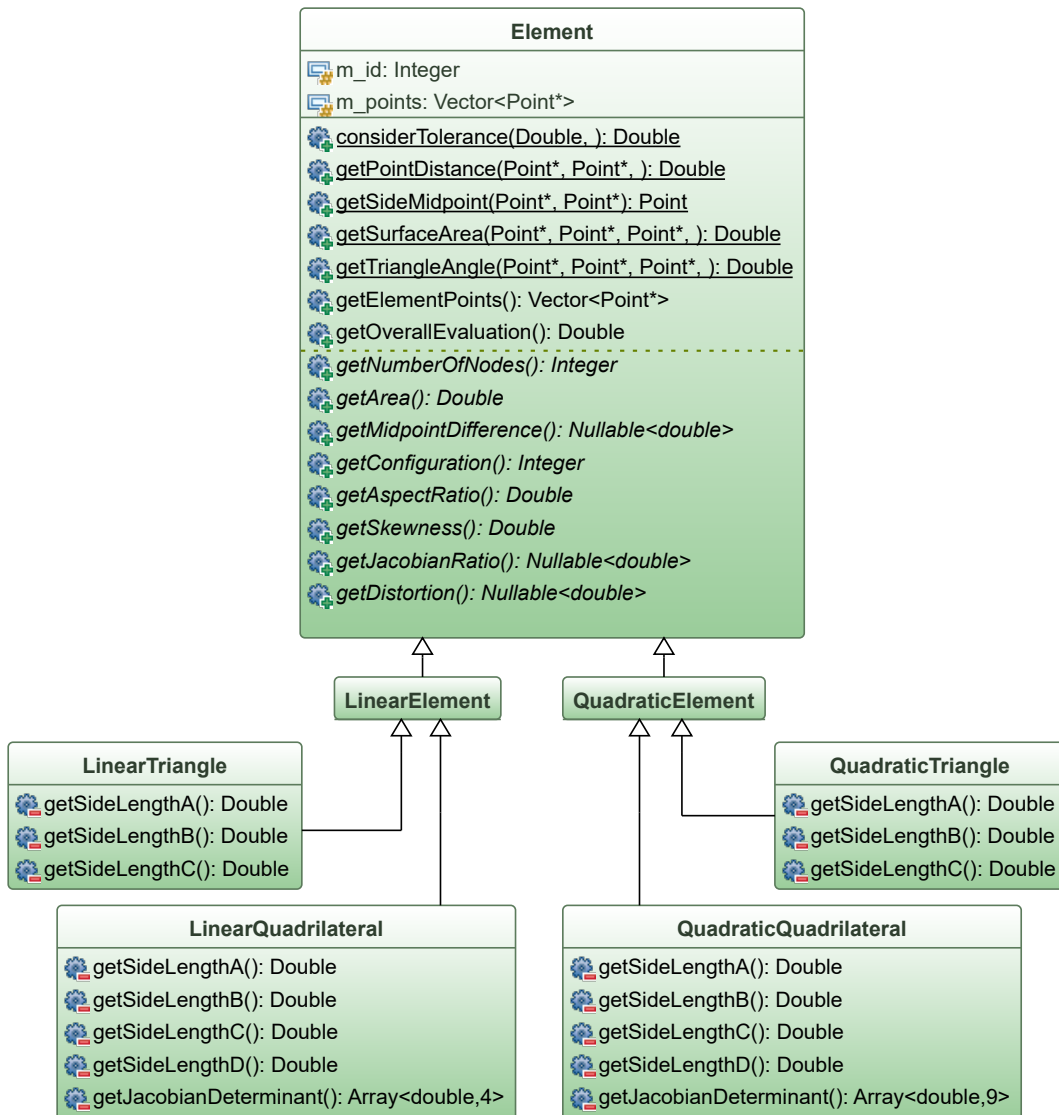 Element
m_id: Integer
m_points: Vector<Point*>
considerTolerance(Double, ): Double
getPointDistance(Point*, Point*, ): Double
getSideMidpoint(Point*, Point*): Point
getSurfaceArea(Point*, Point*, Point*, ): Double
getTriangleAngle(Point*, Point*, Point*, ): Double
getElementPoints(): Vector<Point*>
getOverallEvaluation(): Double
getNumberOfNodes(): Integer
getArea(): Double
getMidpointDifference(): Nullable<double>
getConfiguration(): Integer
getAspectRatio(): Double
getSkewness(): Double
getJacobianRatio(): Nullable<double>
getDistortion(): Nullable<double>
LinearElement
QuadraticElement
LinearTriangle
getSideLengthA(): Double
getSideLengthB(): Double
getSideLengthC(): Double
QuadraticTriangle
getSideLengthA(): Double
getSideLengthB(): Double
getSideLengthC(): Double
LinearQuadrilateral
getSideLengthA(): Double
getSideLengthB(): Double
getSideLengthC(): Double
getSideLengthD(): Double
getJacobianDeterminant(): Array<double,4>
QuadraticQuadrilateral
getSideLengthA(): Double
getSideLengthB(): Double
getSideLengthC(): Double
getSideLengthD(): Double
getJacobianDeterminant(): Array<double,9>